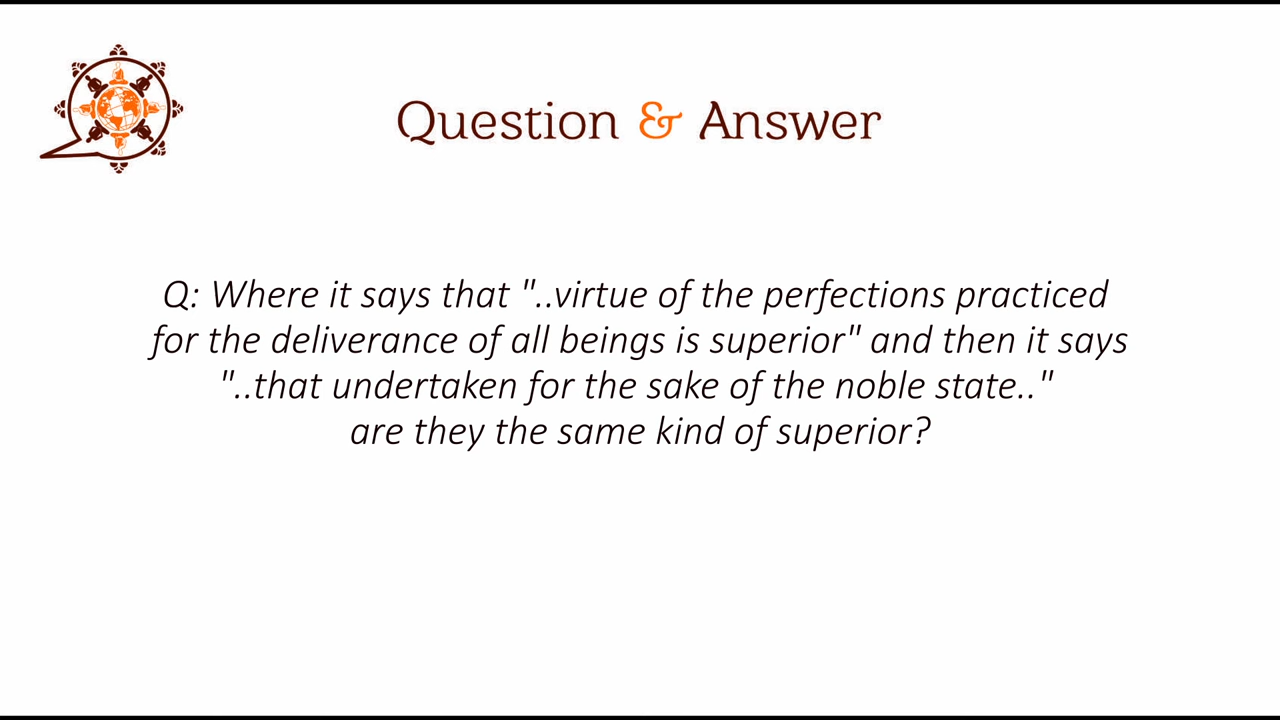 Question & Answer
Q: Where it says that "..virtue of the perfections practiced
for the deliverance of all beings is superior" and then it says
"..that undertaken for the sake of the noble state.."
are they the same kind of superior?